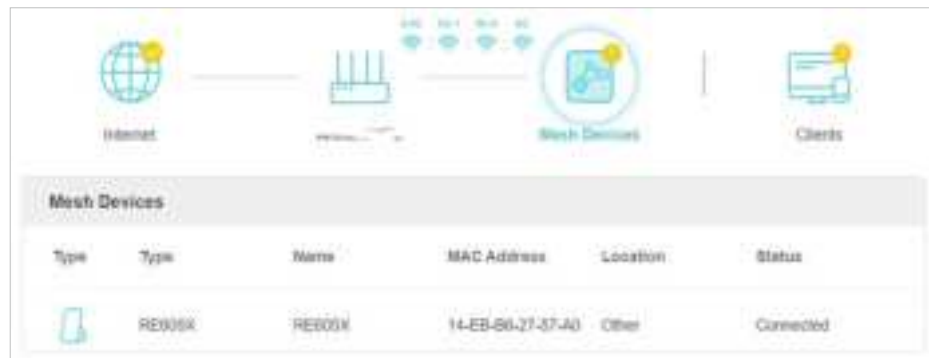 Internet
Mesh Devices
Clients
Mesh Devices
Type Type Name MAC Address Location Status
RE605X RE605X 14-EB-B6-27-57-A0 Other Connected